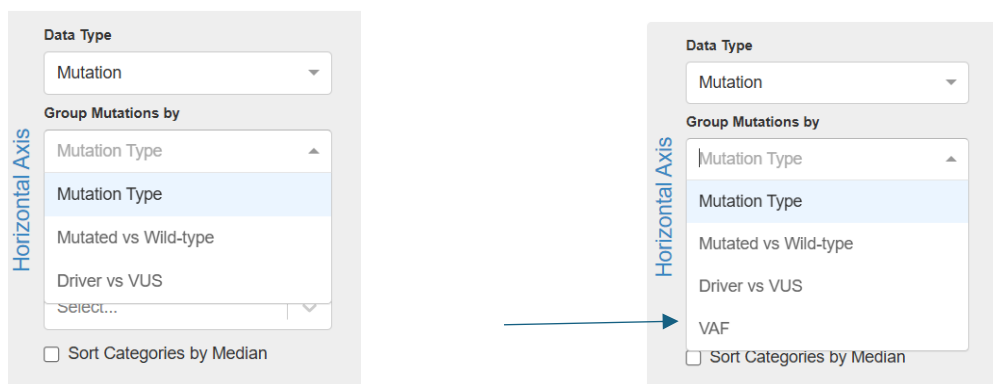 Data Type
Mutation
Group Mutations by
Mutation Type
Mutation Type
Mutated vs Wild-type
Driver vs VUS
Select...
Sort Categories by Median
Horizontal Axis
Data Type
Mutation
Group Mutations by
Mutation Type
Mutation Type
Mutated vs Wild-type
Driver vs VUS
VAF
Sort Categories by Median
Horizontal Axis